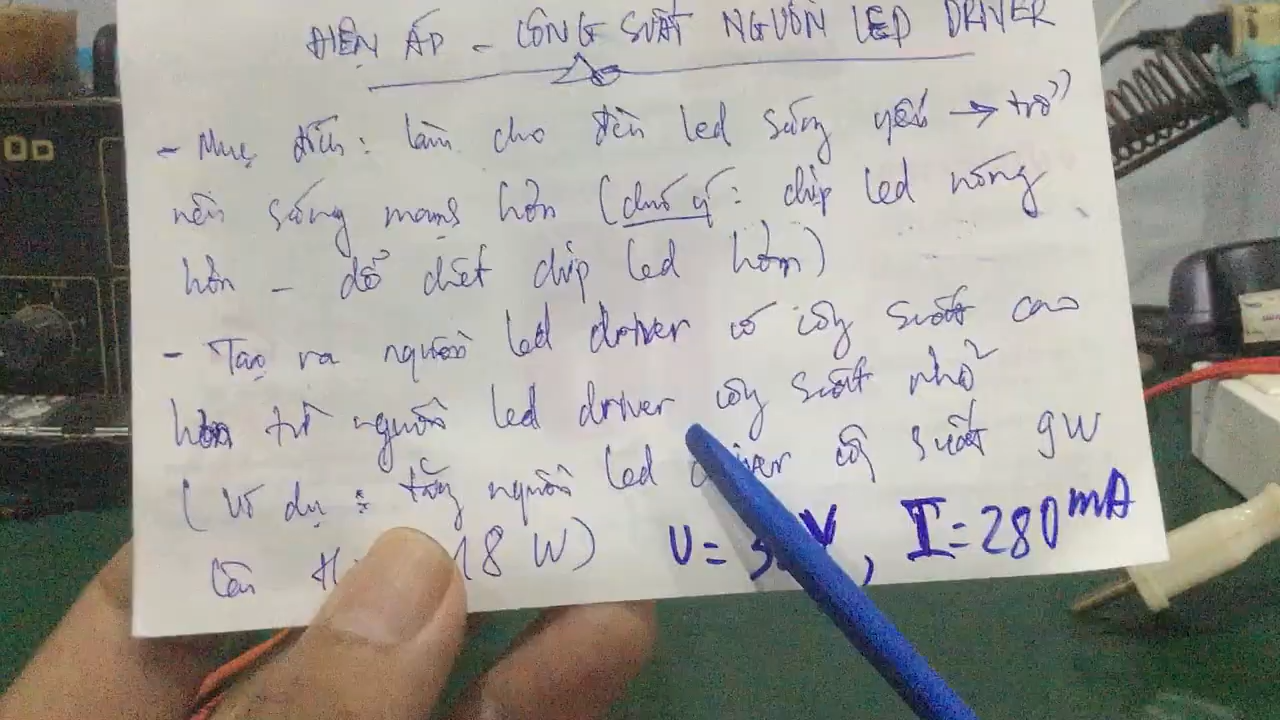 ĐIỆN ÁP - CÔNG SUẤT NGUỒN LED DRIVER
- Mục đích: làm cho đèn led sáng yếu → trở
nên sáng mạnh hơn (chú ý: chip led nóng
hơn - dễ chết chip led hơn)
- Tạo ra nguồn led driver có công suất cao
hơn từ nguồn led driver công suất nhỏ
(Ví dụ: tăng nguồn led driver công suất 9W
lên 18W) U = V, I = 280mA
OD